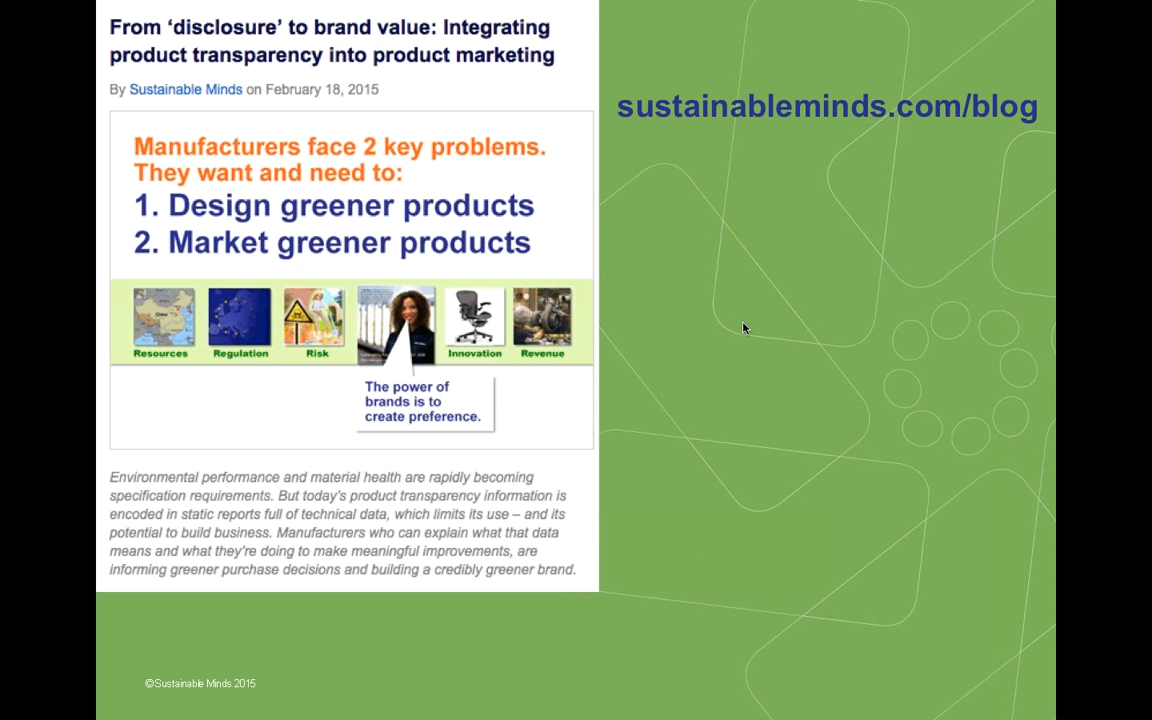 From ‘disclosure’ to brand value: Integrating
product transparency into product marketing
By Sustainable Minds on February 18, 2015
sustainableminds.com/blog
Manufacturers face 2 key problems.
They want and need to:
1. Design greener products
2. Market greener products
China
Resources
Regulation
Risk
Innovation
Revenue
The power of
brands is to
create preference.
Environmental performance and material health are rapidly becoming
specification requirements. But today’s product transparency information is
encoded in static reports full of technical data, which limits its use – and its
potential to build business. Manufacturers who can explain what that data
means and what they’re doing to make meaningful improvements, are
informing greener purchase decisions and building a credibly greener brand.
©Sustainable Minds 2015